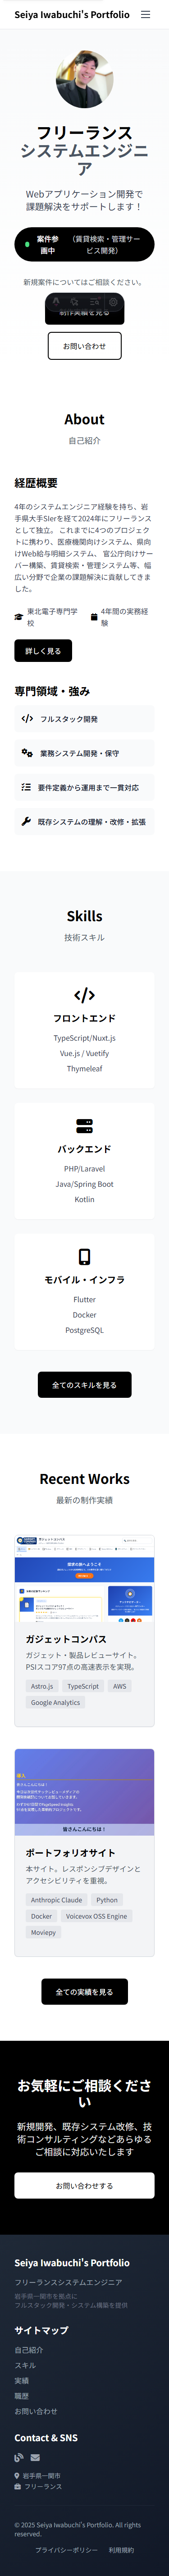 Seiya Iwabuchi's Portfolio
フリーランス
システムエンジニ
ア
Webアプリケーション開発で
課題解決をサポートします！
案件参
画中
（賃貸検索・管理サー
ビス開発）
新規案件についてはご相談ください。
制作実績を見る
お問い合わせ
About
自己紹介
経歴概要
4年のシステムエンジニア経験を持ち、岩
手県大手SIerを経て2024年にフリーランス
として独立。 これまでに4つのプロジェク
トに携わり、医療機関向けシステム、県向
けWeb給与明細システム、 官公庁向けサー
バー構築、賃貸検索・管理システム等、幅
広い分野で企業の課題解決に貢献してきま
した。
東北電子専門学
校
4年間の実務経
験
詳しく見る
専門領域・強み
フルスタック開発
業務システム開発・保守
要件定義から運用まで一貫対応
既存システムの理解・改修・拡張
Skills
技術スキル
フロントエンド
TypeScript/Nuxt.js
Vue.js / Vuetify
Thymeleaf
バックエンド
PHP/Laravel
Java/Spring Boot
Kotlin
モバイル・インフラ
Flutter
Docker
PostgreSQL
全てのスキルを見る
Recent Works
最新の制作実績
ガジェットコンパス
ガジェット・製品レビューサイト。
PSIスコア97点の高速表示を実現。
Astro.js TypeScript AWS
Google Analytics
皆さんこんにちは！
ポートフォリオサイト
本サイト。レスポンシブデザインと
アクセシビリティを重視。
Anthropic Claude Python
Docker Voicevox OSS Engine
Moviepy
全ての実績を見る
お気軽にご相談くださ
い
新規開発、既存システム改修、技
術コンサルティングなどあらゆる
ご相談に対応いたします
お問い合わせする
Seiya Iwabuchi's Portfolio
フリーランスシステムエンジニア
岩手県一関市を拠点に
フルスタック開発・システム構築を提供
サイトマップ
自己紹介
スキル
実績
職歴
お問い合わせ
Contact & SNS
岩手県一関市
フリーランス
© 2025 Seiya Iwabuchi's Portfolio. All rights
reserved.
プライバシーポリシー 利用規約